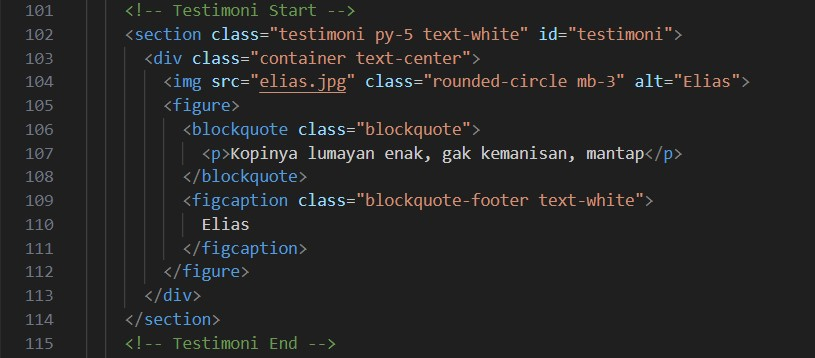 101 <!-- Testimoni Start -->
102 <section class="testimoni py-5 text-white" id="testimoni">
103 <div class="container text-center">
104 <img src="elias.jpg" class="rounded-circle mb-3" alt="Elias">
105 <figure>
106 <blockquote class="blockquote">
107 <p>Kopinya lumayan enak, gak kemanisan, mantap</p>
108 </blockquote>
109 <figcaption class="blockquote-footer text-white">
110 Elias
111 </figcaption>
112 </figure>
113 </div>
114 </section>
115 <!-- Testimoni End -->